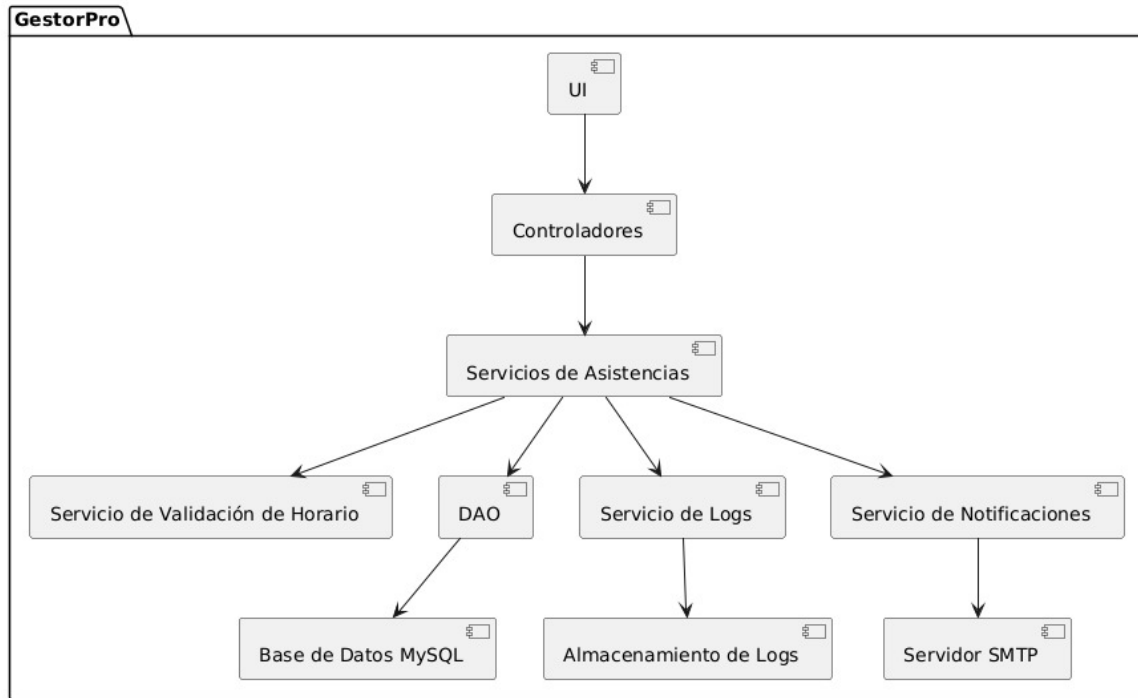 GestorPro
UI
Controladores
Servicios de Asistencias
Servicio de Validación de Horario
DAO
Servicio de Logs
Servicio de Notificaciones
Base de Datos MySQL
Almacenamiento de Logs
Servidor SMTP